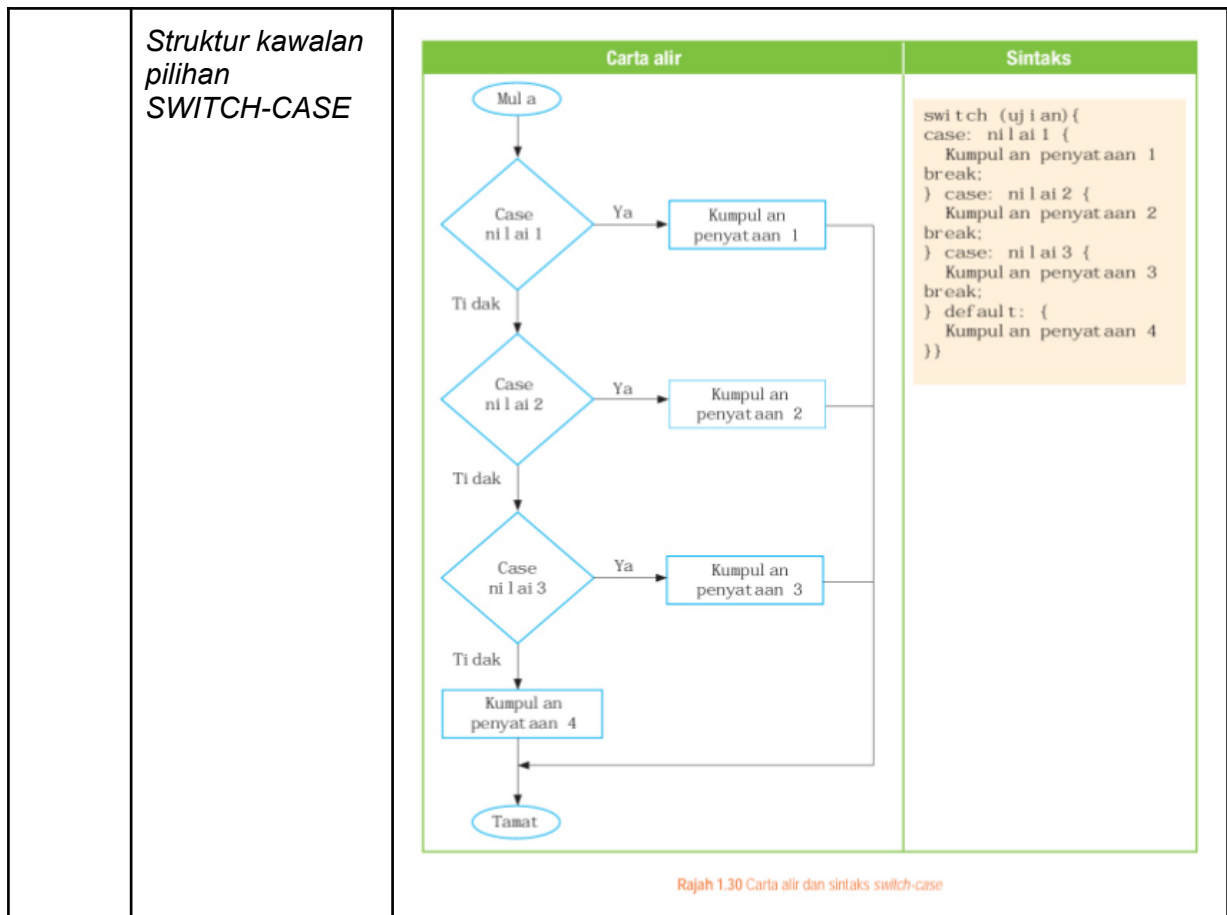 Struktur kawalan
pilihan
SWITCH-CASE
Carta alir
Sintaks
Mula
Case
nilai 1
Ya
Kumpulan
penyataan 1
Tidak
Case
nilai 2
Ya
Kumpulan
penyataan 2
Tidak
Case
nilai 3
Ya
Kumpulan
penyataan 3
Tidak
Kumpulan
penyataan 4
Tamat
switch (ujian){
case: nilai 1 {
Kumpulan penyataan 1
break;
} case: nilai 2 {
Kumpulan penyataan 2
break;
} case: nilai 3 {
Kumpulan penyataan 3
break;
} default: {
Kumpulan penyataan 4
}}
Rajah 1.30 Carta alir dan sintaks switch-case